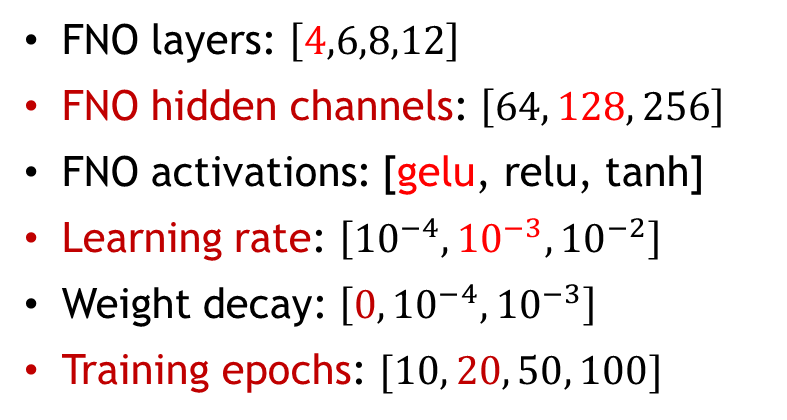 • FNO layers: [4,6,8,12]
• FNO hidden channels: [64, 128, 256]
• FNO activations: [gelu, relu, tanh]
• Learning rate: [10⁻⁴, 10⁻³, 10⁻²]
• Weight decay: [0, 10⁻⁴, 10⁻³]
• Training epochs: [10, 20, 50, 100]